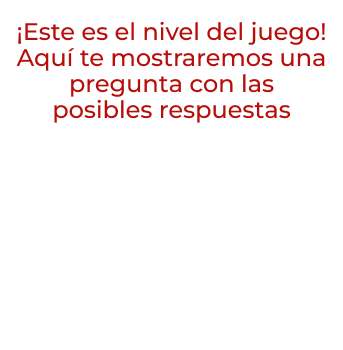 ¡Este es el nivel del juego!
Aquí te mostraremos una
pregunta con las
posibles respuestas